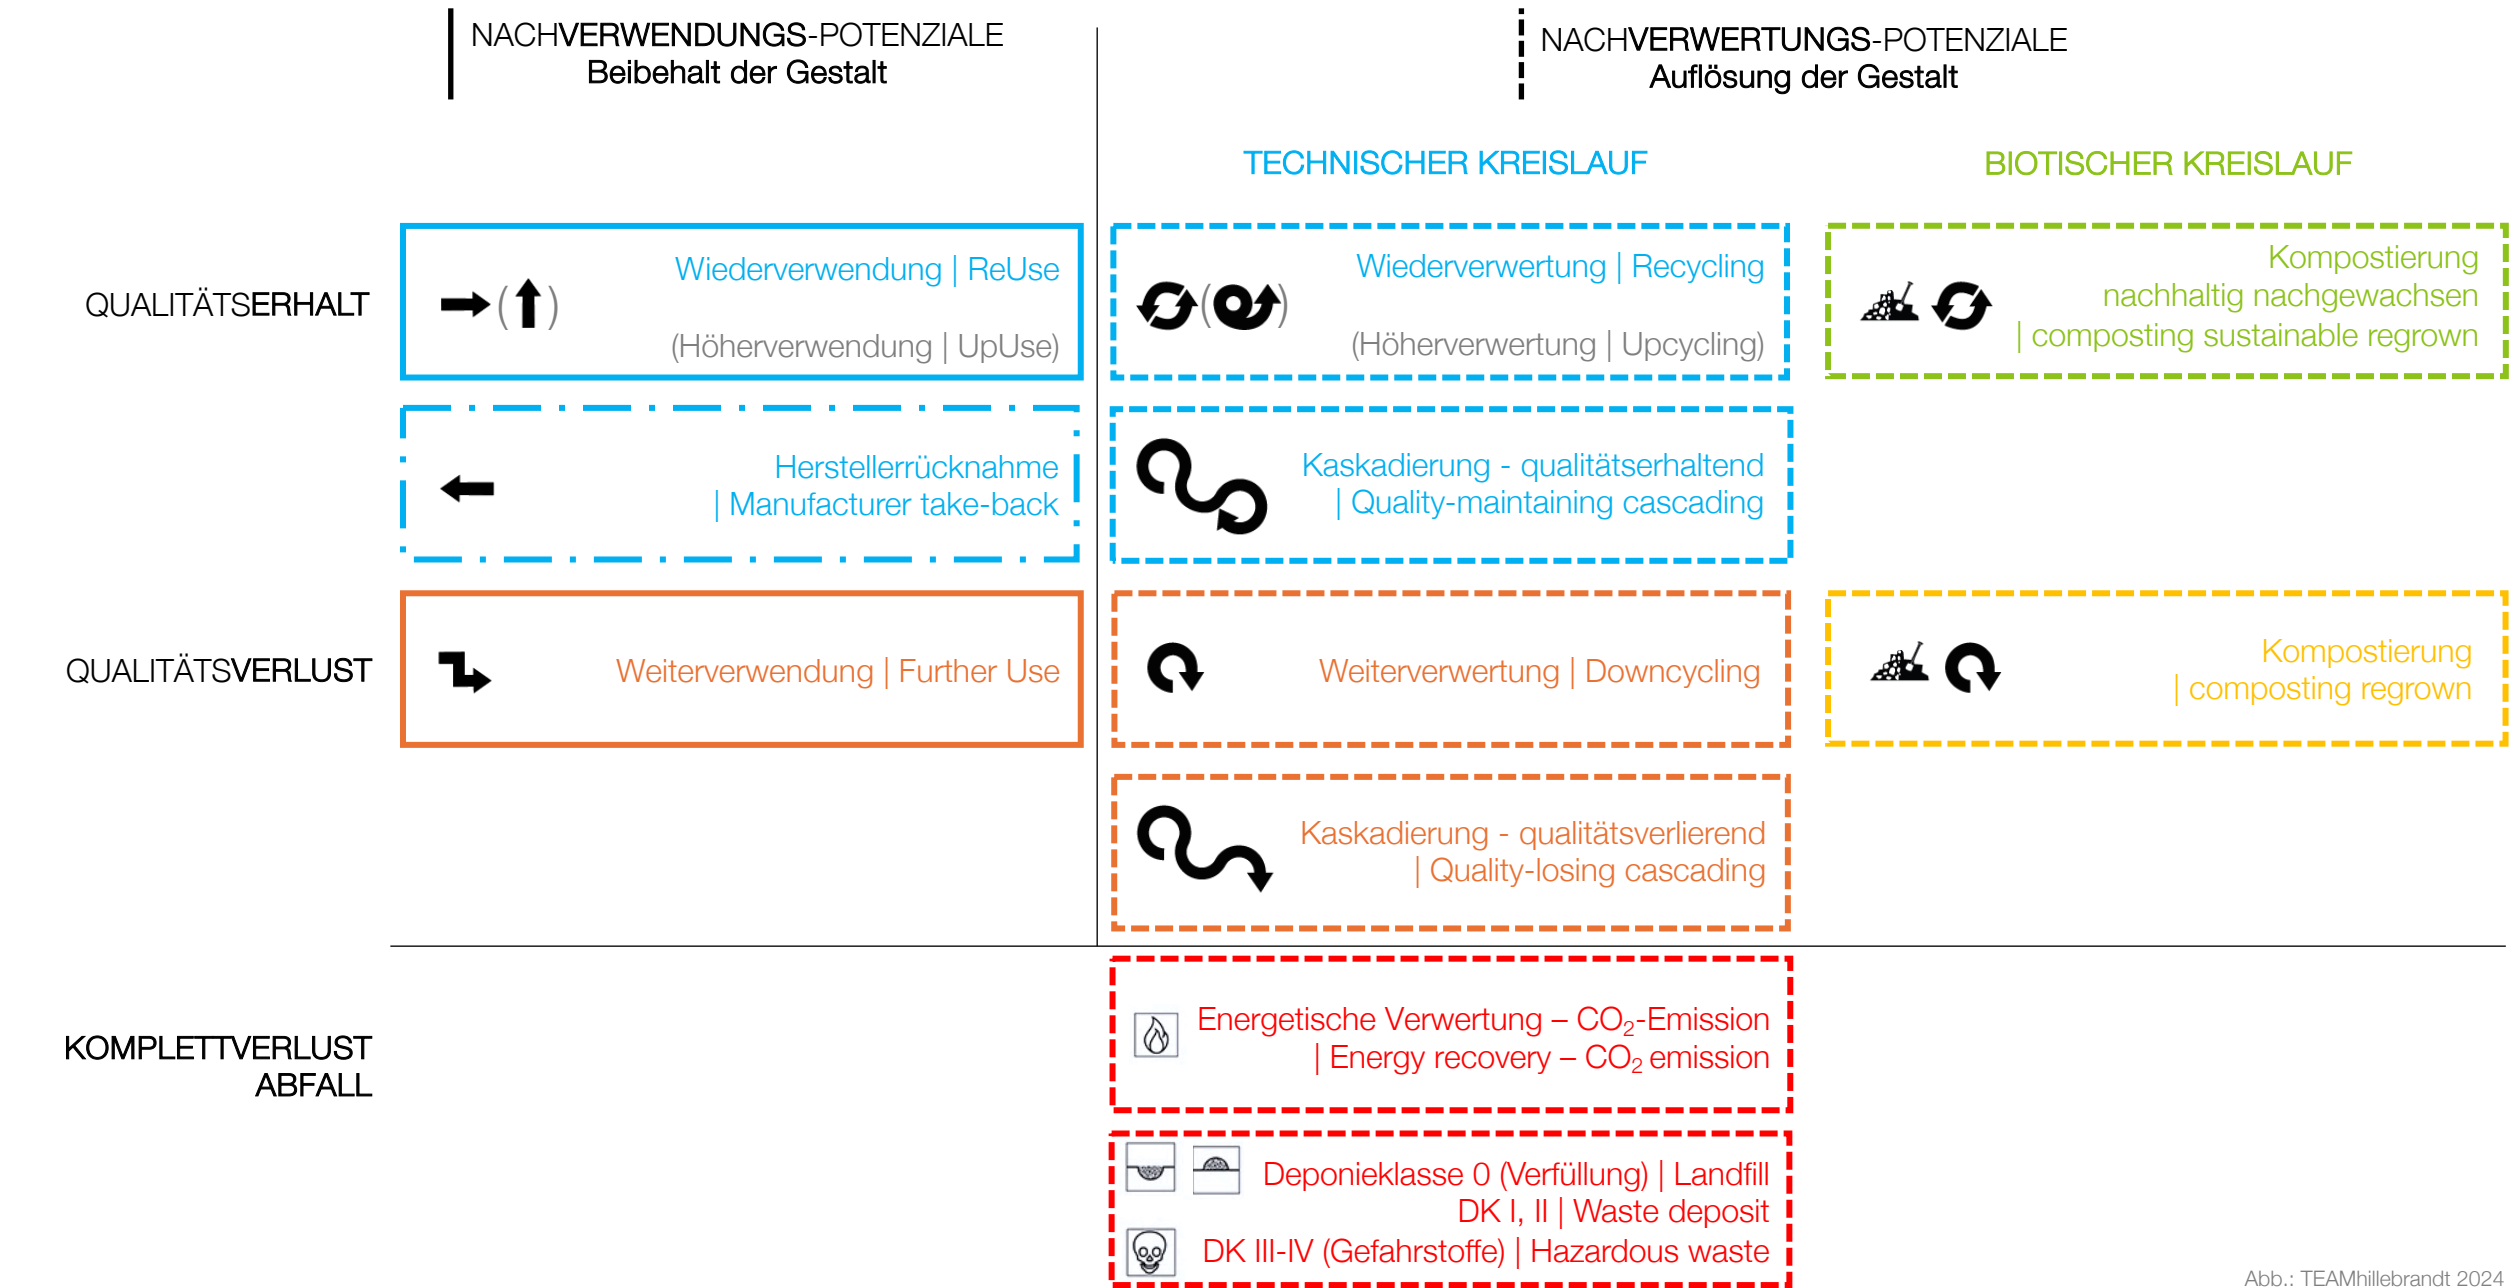 NACHVERWENDUNGS-POTENZIALE
Beibehalt der Gestalt
NACHVERWERTUNGS-POTENZIALE
Auflösung der Gestalt
TECHNISCHER KREISLAUF
BIOTISCHER KREISLAUF
QUALITÄTSERHALT
Wiederverwendung | ReUse
(Höherverwendung | UpUse)
Wiederverwertung | Recycling
(Höherverwertung | Upcycling)
Kompostierung
nachhaltig nachgewachsen
| composting sustainable regrown
Herstellerrücknahme
| Manufacturer take-back
Kaskadierung - qualitätserhaltend
| Quality-maintaining cascading
QUALITÄTSVERLUST
Weiterverwendung | Further Use
Weiterverwertung | Downcycling
Kompostierung
| composting regrown
Kaskadierung - qualitätsverlierend
| Quality-losing cascading
KOMPLETTVERLUST
ABFALL
Energetische Verwertung – CO₂-Emission
| Energy recovery – CO₂ emission
Deponieklasse 0 (Verfüllung) | Landfill
DK I, II | Waste deposit
DK III-IV (Gefahrstoffe) | Hazardous waste
Abb.: TEAMhillebrandt 2024